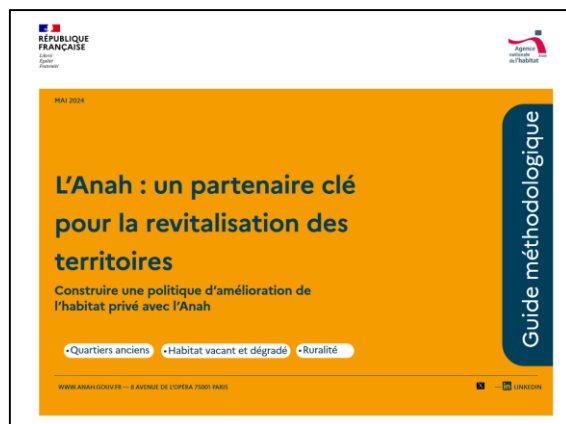 RÉPUBLIQUE
FRANÇAISE
Liberté
Égalité
Fraternité
Agence
nationale
de l'habitat
Anah
MAI 2024
L'Anah : un partenaire clé
pour la revitalisation des
territoires
Construire une politique d'amélioration de
l'habitat privé avec l'Anah
•Quartiers anciens
•Habitat vacant et dégradé
•Ruralité
WWW.ANAH.GOUV.FR — 8 AVENUE DE L'OPÉRA 75001 PARIS
X — in LINKEDIN
Guide méthodologique